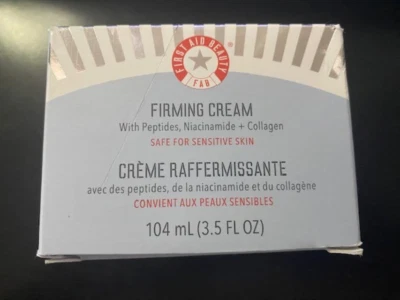 FIRST AID BEAUTY
FAB
FIRMING CREAM
With Peptides, Niacinamide + Collagen
SAFE FOR SENSITIVE SKIN
CRÈME RAFFERMISSANTE
avec des peptides, de la niacinamide et du collagène
CONVIENT AUX PEAUX SENSIBLES
104 mL (3.5 FL OZ)